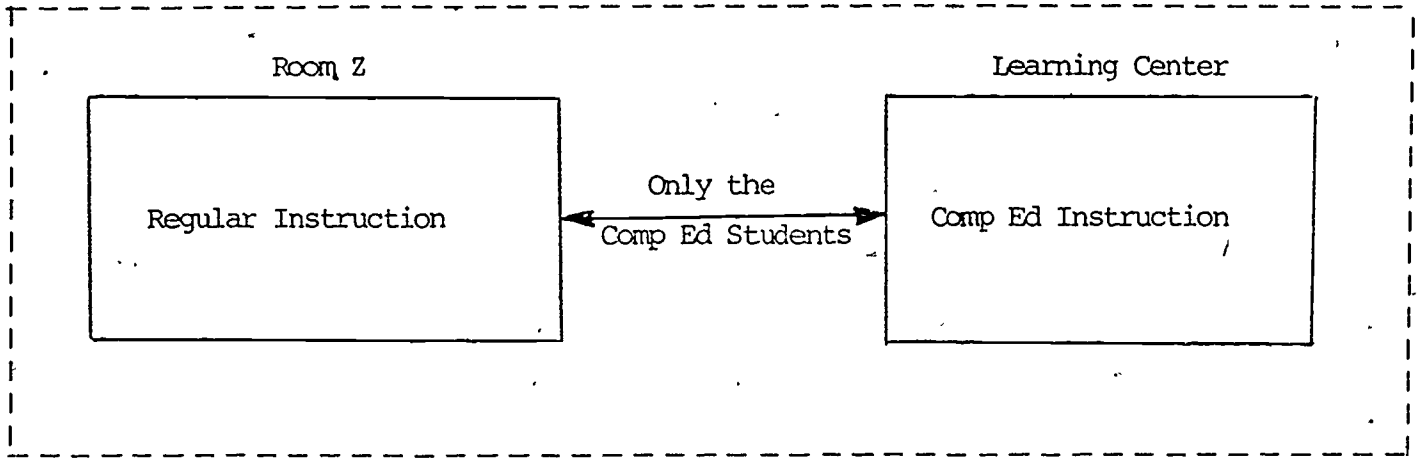 Room Z
Learning Center
Regular Instruction
Only the
Comp Ed Students
Comp Ed Instruction